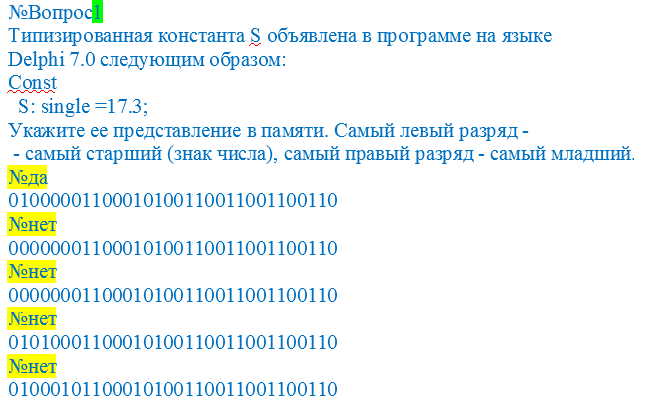 №Вопрос1
Типизированная константа S объявлена в программе на языке
Delphi 7.0 следующим образом:
Const
S: single =17.3;
Укажите ее представление в памяти. Самый левый разряд -
- самый старший (знак числа), самый правый разряд - самый младший.
№да
01000001100010100110011001100110
№нет
00000001100010100110011001100110
№нет
00000001100010100110011001100110
№нет
01010001100010100110011001100110
№нет
01000101100010100110011001100110